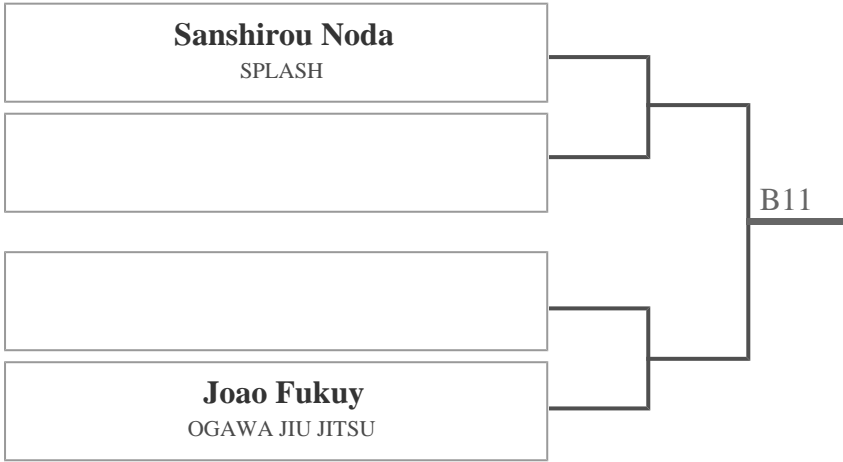 Sanshirou Noda
SPLASH
B11
Joao Fukuy
OGAWA JIU JITSU